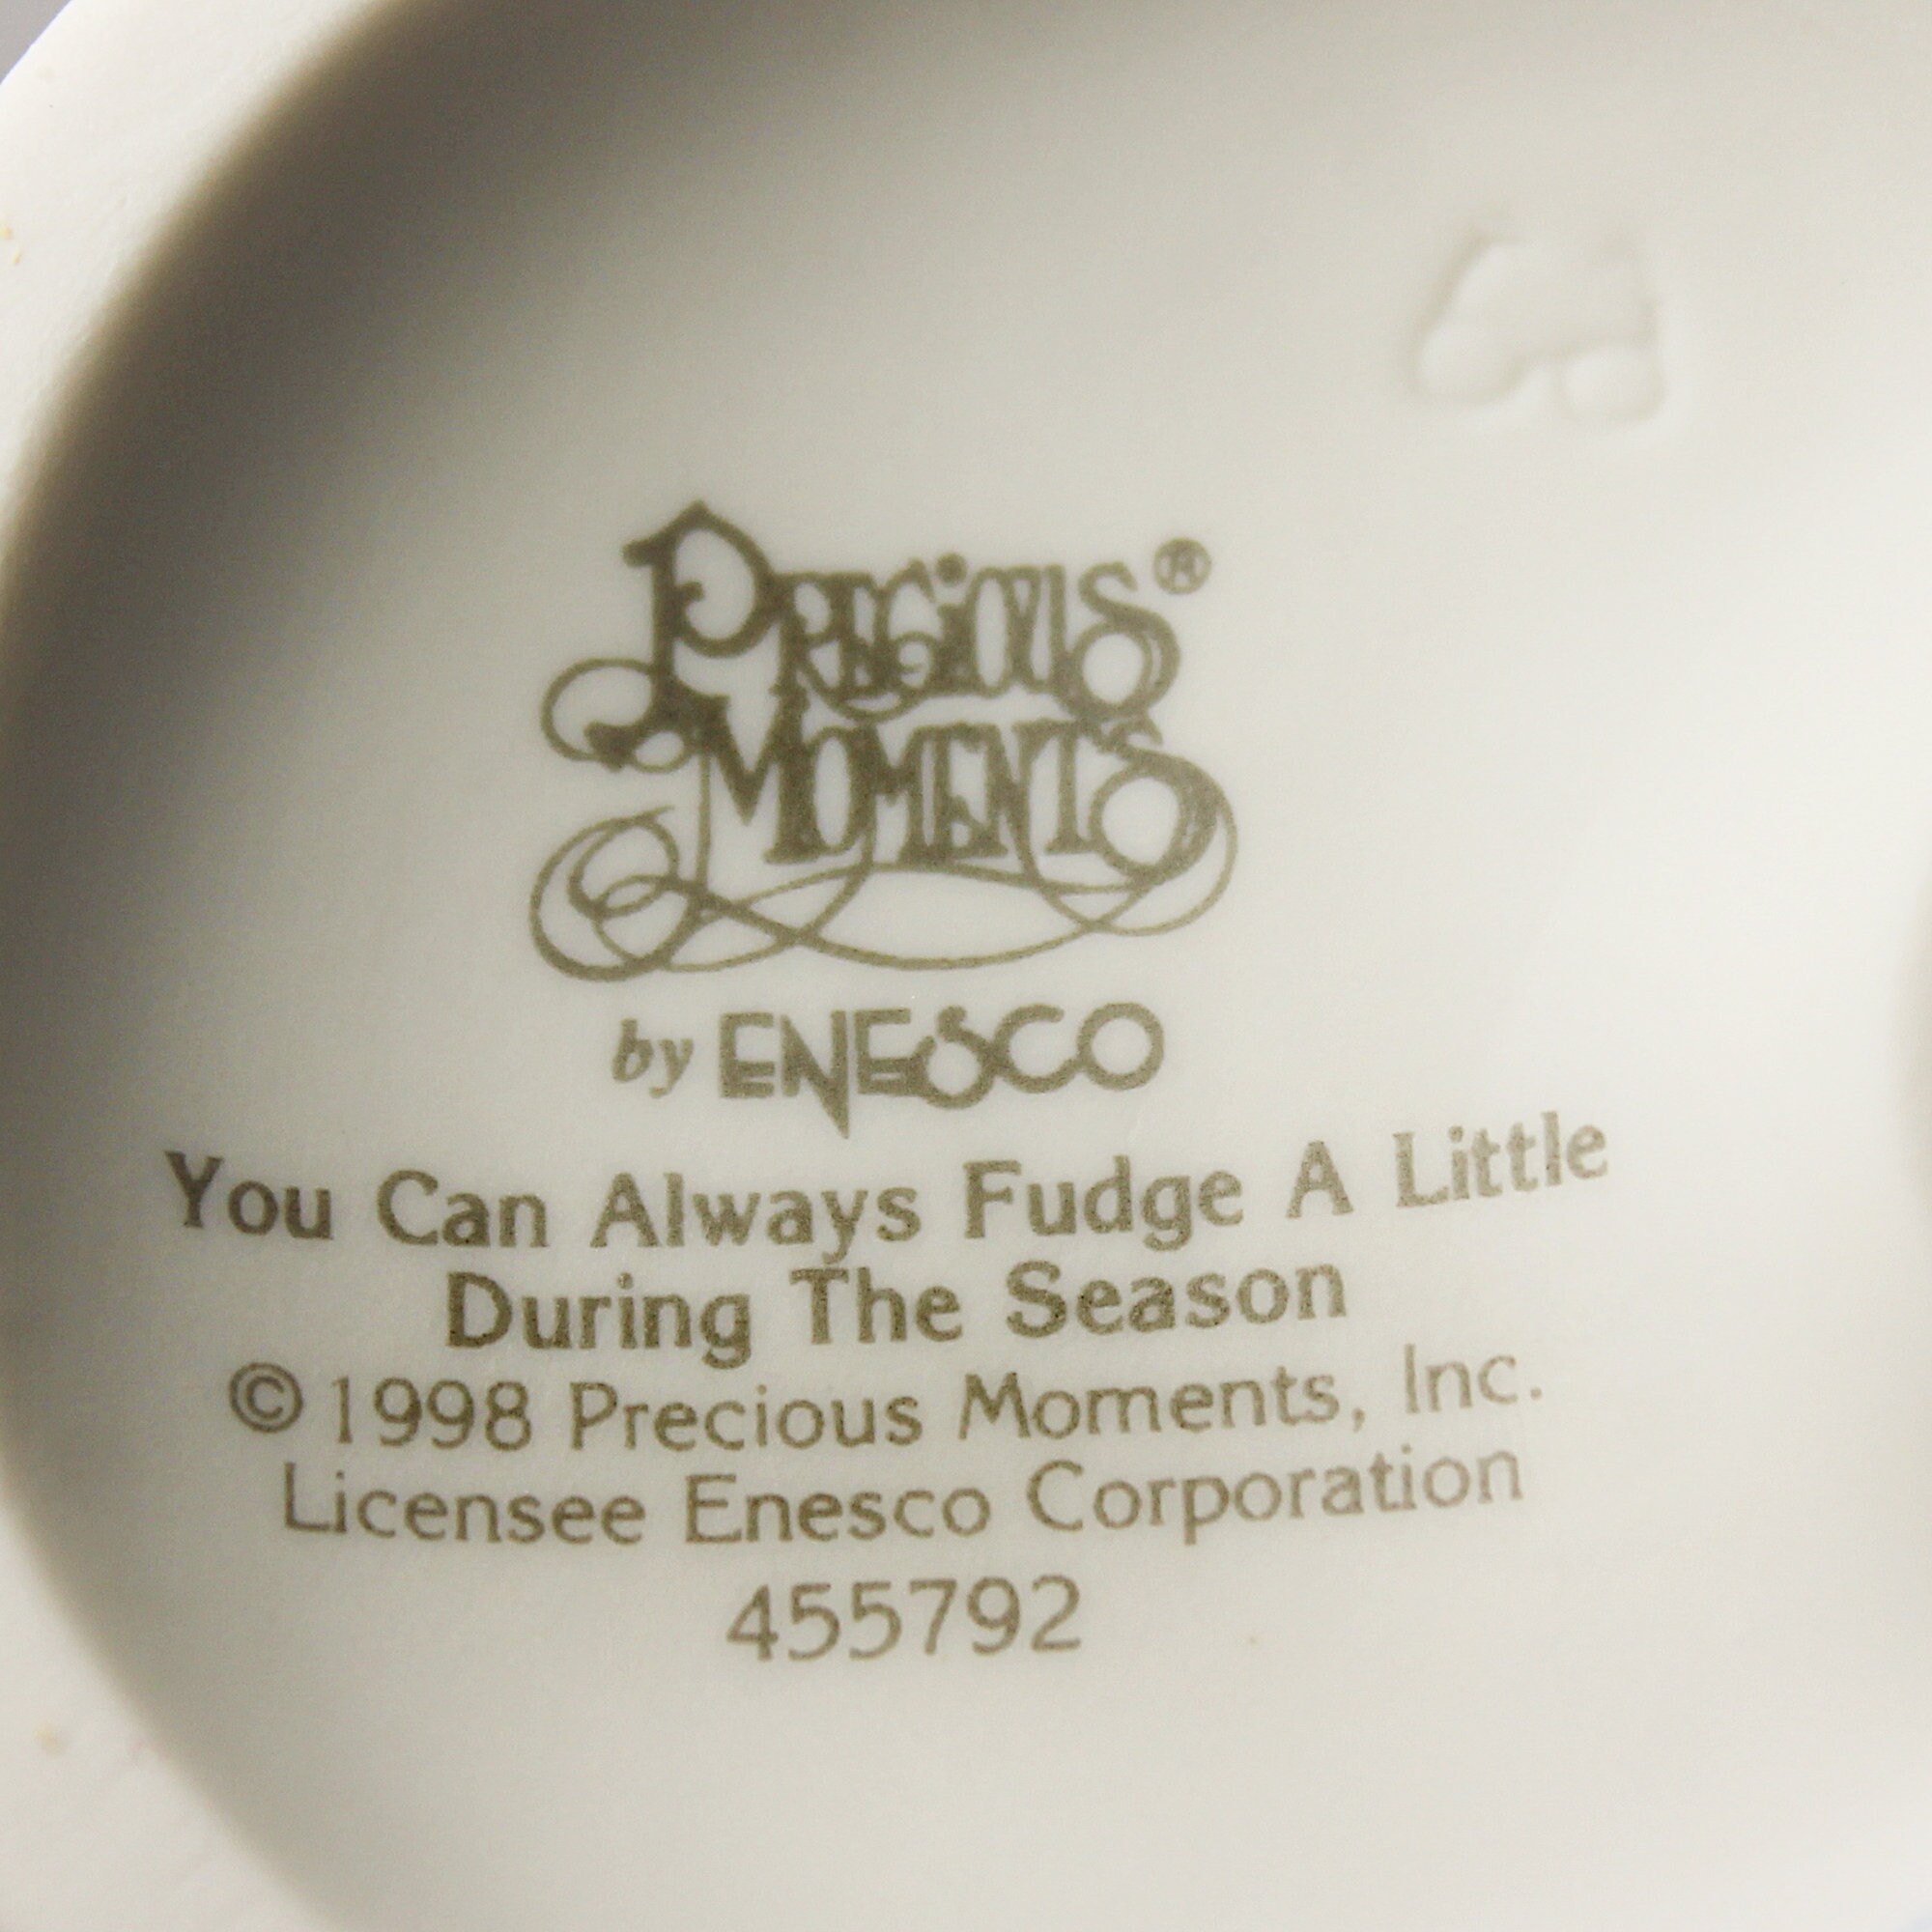 PRECIOUS ®
MOMENTS
by ENESCO
You Can Always Fudge A Little
During The Season
© 1998 Precious Moments, Inc.
Licensee Enesco Corporation
455792